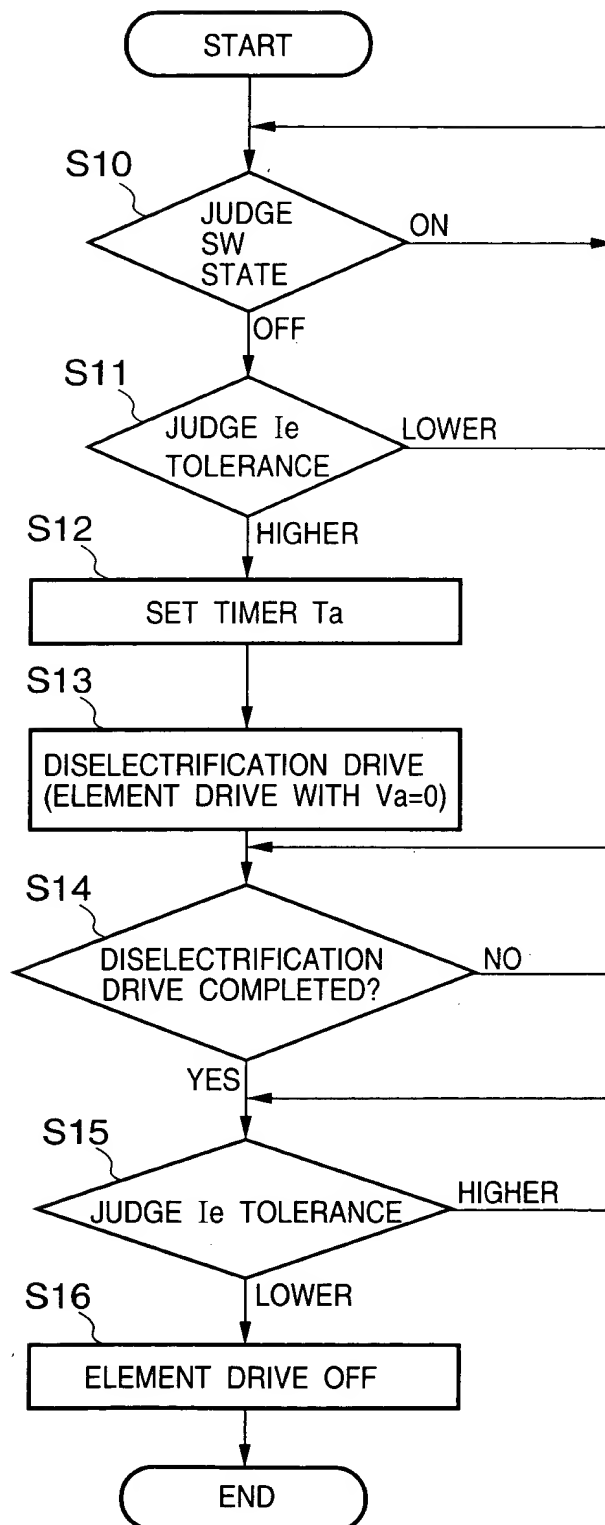 START
S10
JUDGE
SW
STATE
ON
OFF
S11
JUDGE Ie
TOLERANCE
LOWER
HIGHER
S12
SET TIMER Ta
S13
DISELECTRIFICATION DRIVE
(ELEMENT DRIVE WITH Va=0)
S14
DISELECTRIFICATION
DRIVE COMPLETED?
NO
YES
S15
JUDGE Ie TOLERANCE
HIGHER
LOWER
S16
ELEMENT DRIVE OFF
END